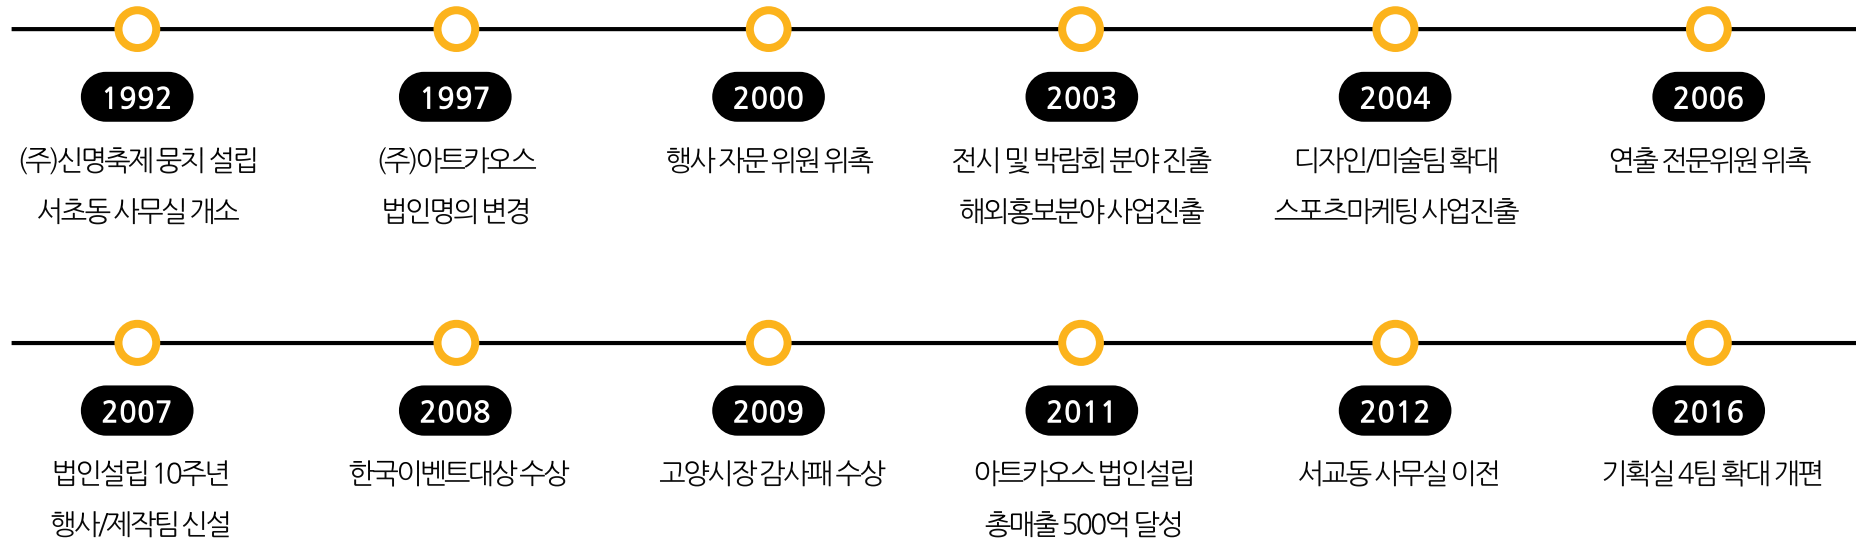 1992
1997
2000
2003
2004
2006
(주)신명축제 뭉치 설립
(주)아트카오스
행사 자문 위원 위촉
전시 및 박람회 분야 진출
디자인/미술팀 확대
연출 전문위원 위촉
서초동 사무실 개소
법인명의 변경
해외홍보분야 사업진출
스포츠마케팅 사업진출
2007
2008
2009
2011
2012
2016
법인설립 10주년
한국이벤트대상 수상
고양시장 감사패 수상
아트카오스 법인설립
서교동 사무실 이전
기획실 4팀 확대 개편
행사/제작팀 신설
총매출 500억 달성